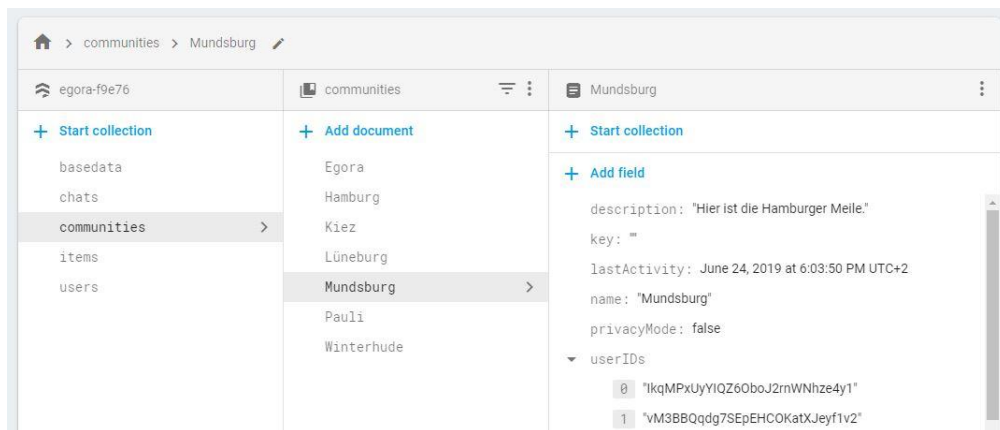 communities > Mundsburg
egora-f9e76
Start collection
basedata
chats
communities
items
users
communities
Add document
Egora
Hamburg
Kiez
Lüneburg
Mundsburg
Pauli
Winterhude
Mundsburg
Start collection
Add field
description: "Hier ist die Hamburger Meile."
key: ""
lastActivity: June 24, 2019 at 6:03:50 PM UTC+2
name: "Mundsburg"
privacyMode: false
userIDs
0 "IkqMPxUyYIQZ6OboJ2rnWNhze4y1"
1 "vM3BBQqdg7SEpEHCOKatXJeyf1v2"